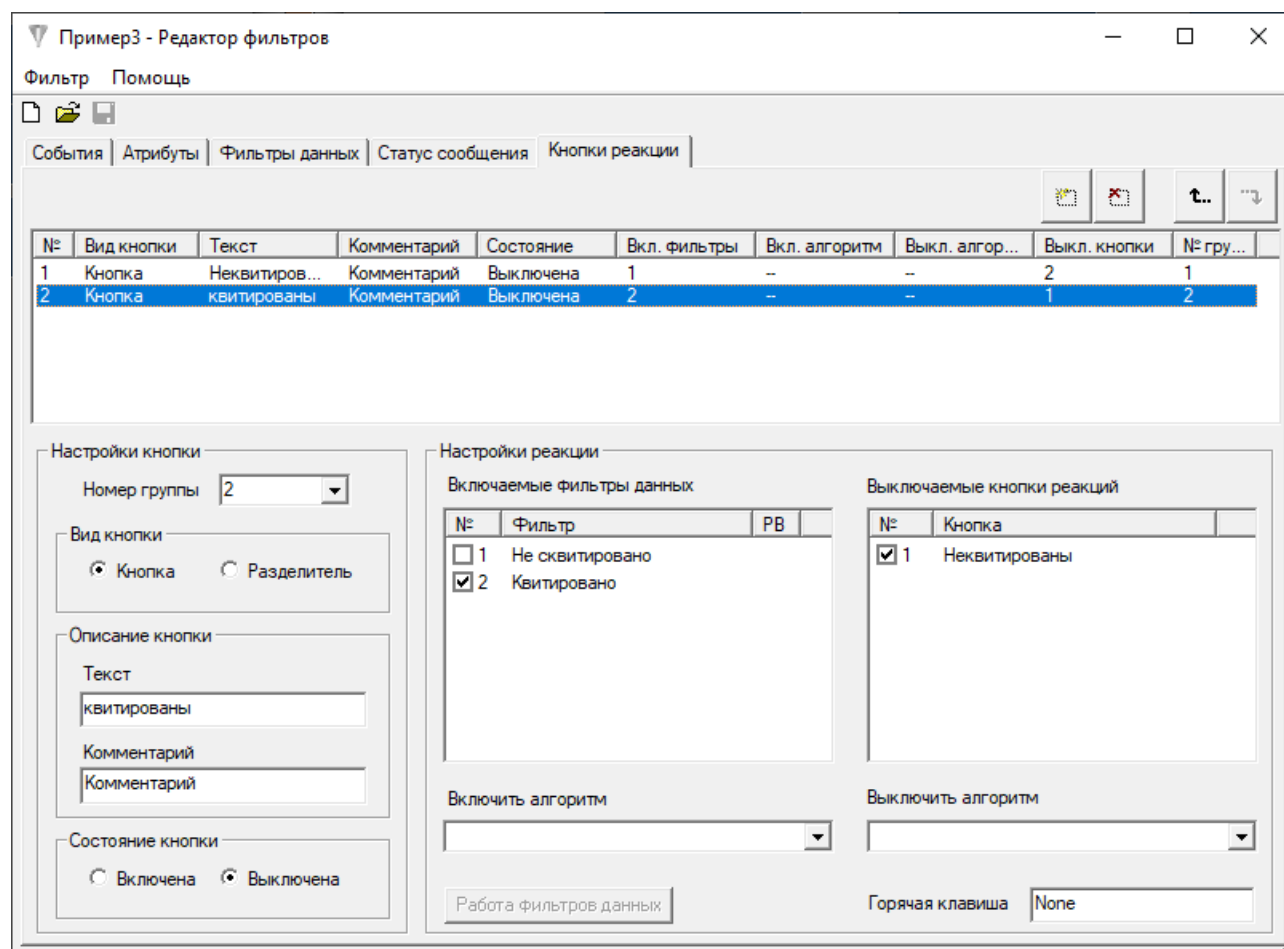 Пример3 - Редактор фильтров
Фильтр Помощь
События Атрибуты Фильтры данных Статус сообщения Кнопки реакции
№ Вид кнопки Текст Комментарий Состояние Вкл. фильтры Вкл. алгоритм Выкл. алгор... Выкл. кнопки № гру...
1 Кнопка Неквитиров... Комментарий Выключена 1 -- -- 2 1
2 Кнопка квитированы Комментарий Выключена 2 -- -- 1 2
Настройки кнопки
Номер группы 2
Вид кнопки
Кнопка Разделитель
Описание кнопки
Текст
квитированы
Комментарий
Комментарий
Состояние кнопки
Включена Выключена
Настройки реакции
Включаемые фильтры данных
№ Фильтр РВ
1 Не сквитировано
2 Квитировано
Включить алгоритм
Работа фильтров данных
Выключаемые кнопки реакций
№ Кнопка
1 Неквитированы
Выключить алгоритм
Горячая клавиша None